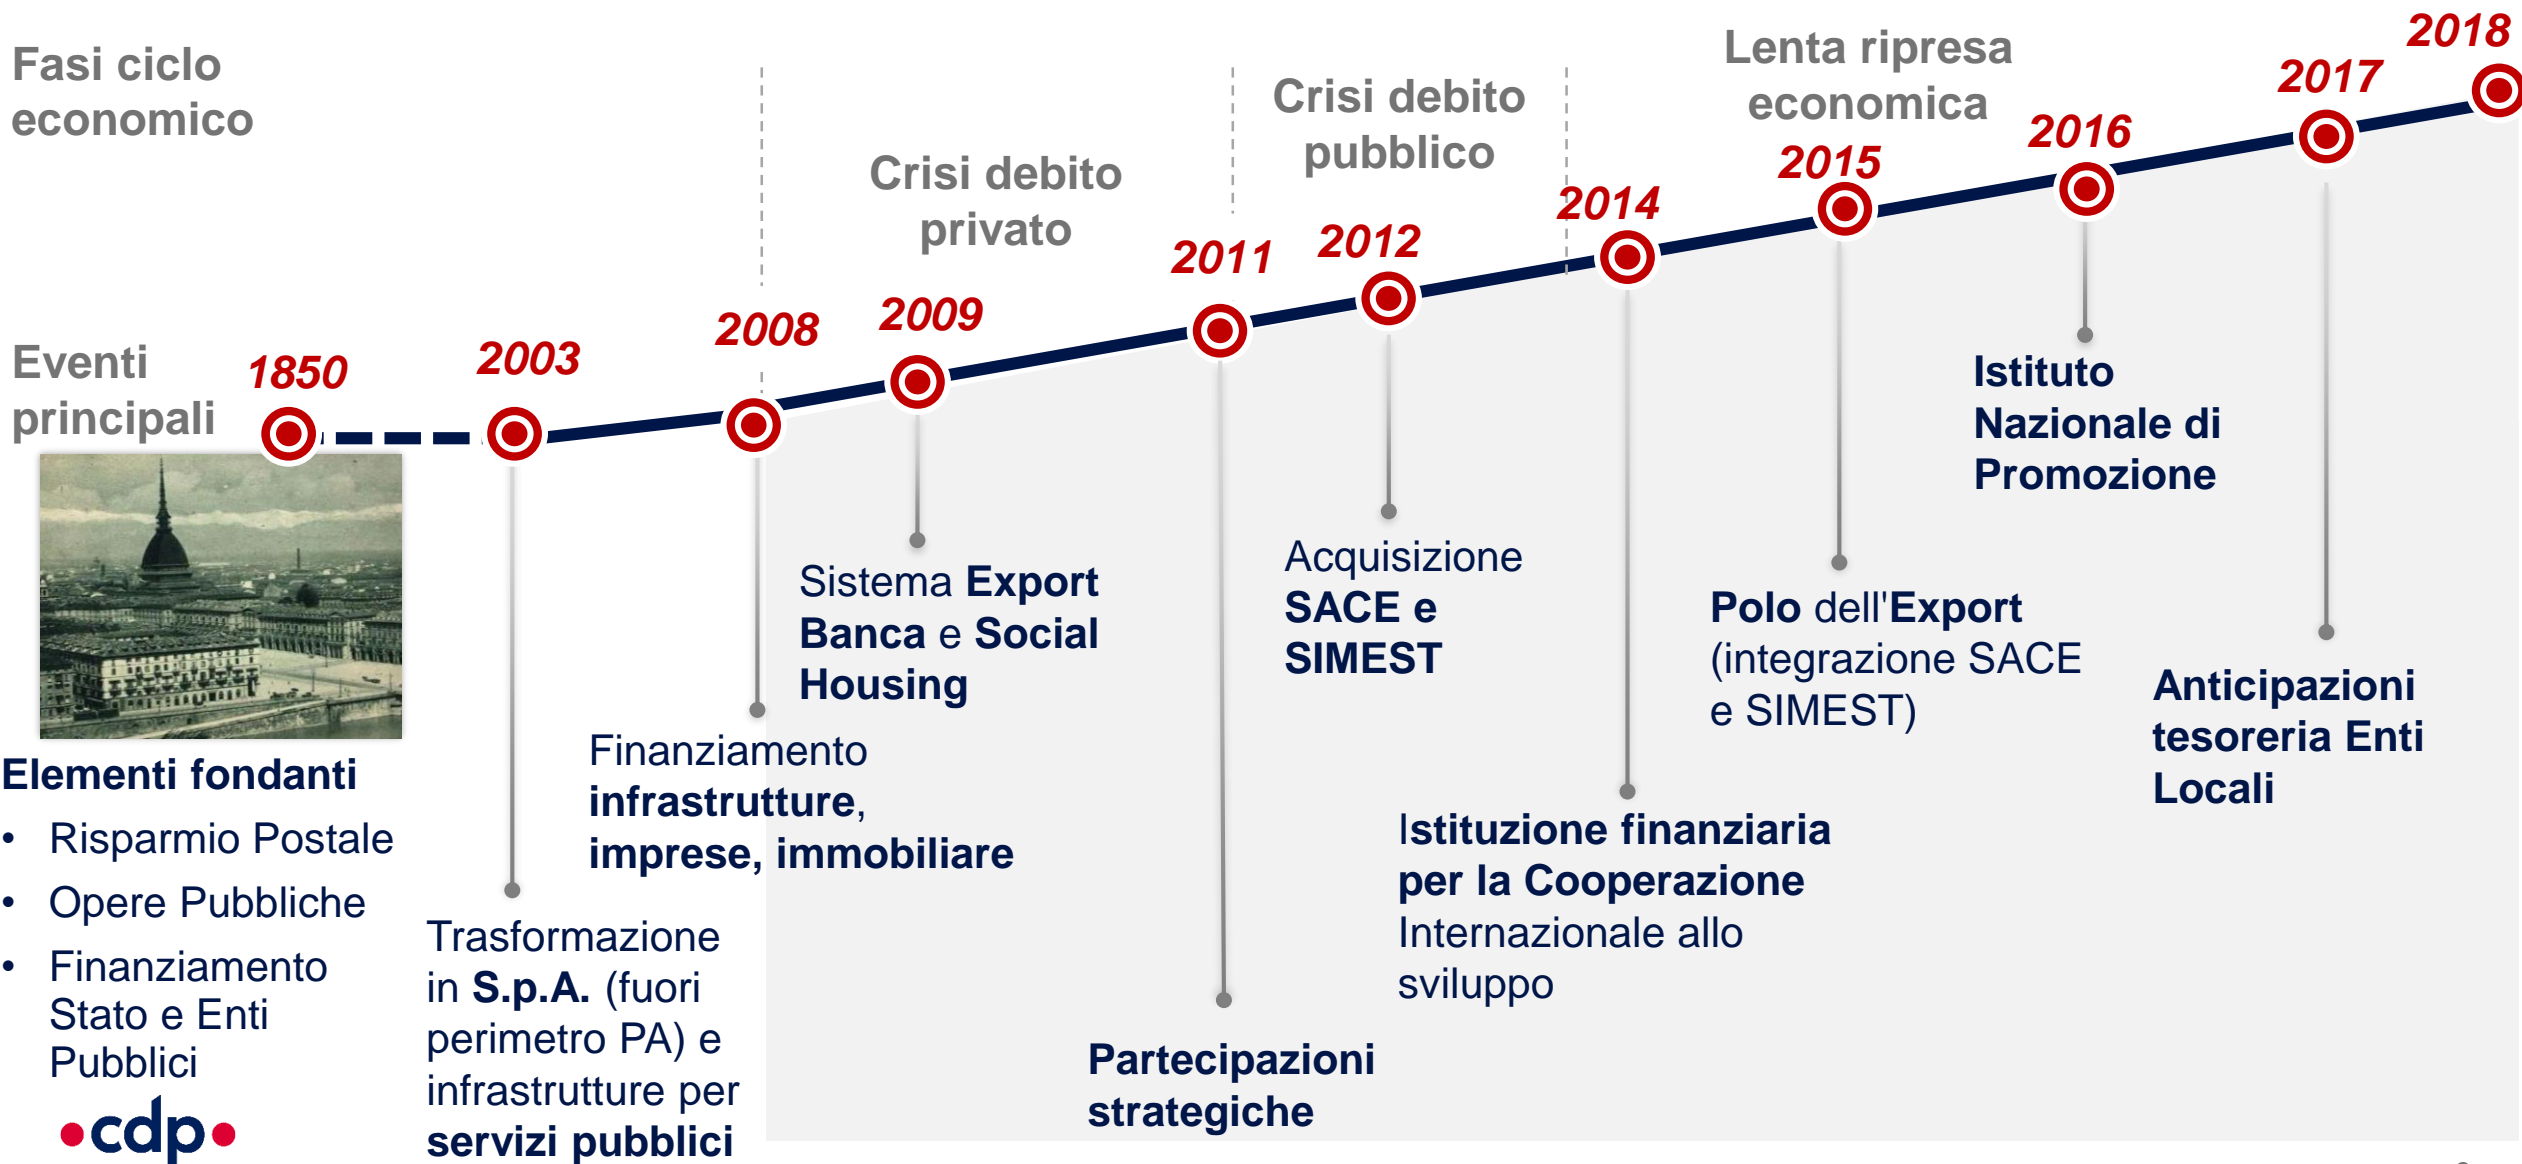 Fasi ciclo
economico
Crisi debito
privato
Crisi debito
pubblico
Lenta ripresa
economica
Eventi
principali
1850
2003
2008
2009
2011
2012
2014
2015
2016
2017
2018
Elementi fondanti
• Risparmio Postale
• Opere Pubbliche
• Finanziamento
Stato e Enti
Pubblici
•cdp•
Trasformazione
in S.p.A. (fuori
perimetro PA) e
infrastrutture per
servizi pubblici
Finanziamento
infrastrutture,
imprese, immobiliare
Sistema Export
Banca e Social
Housing
Partecipazioni
strategiche
Acquisizione
SACE e
SIMEST
Istituzione finanziaria
per la Cooperazione
Internazionale allo
sviluppo
Polo dell'Export
(integrazione SACE
e SIMEST)
Istituto
Nazionale di
Promozione
Anticipazioni
tesoreria Enti
Locali